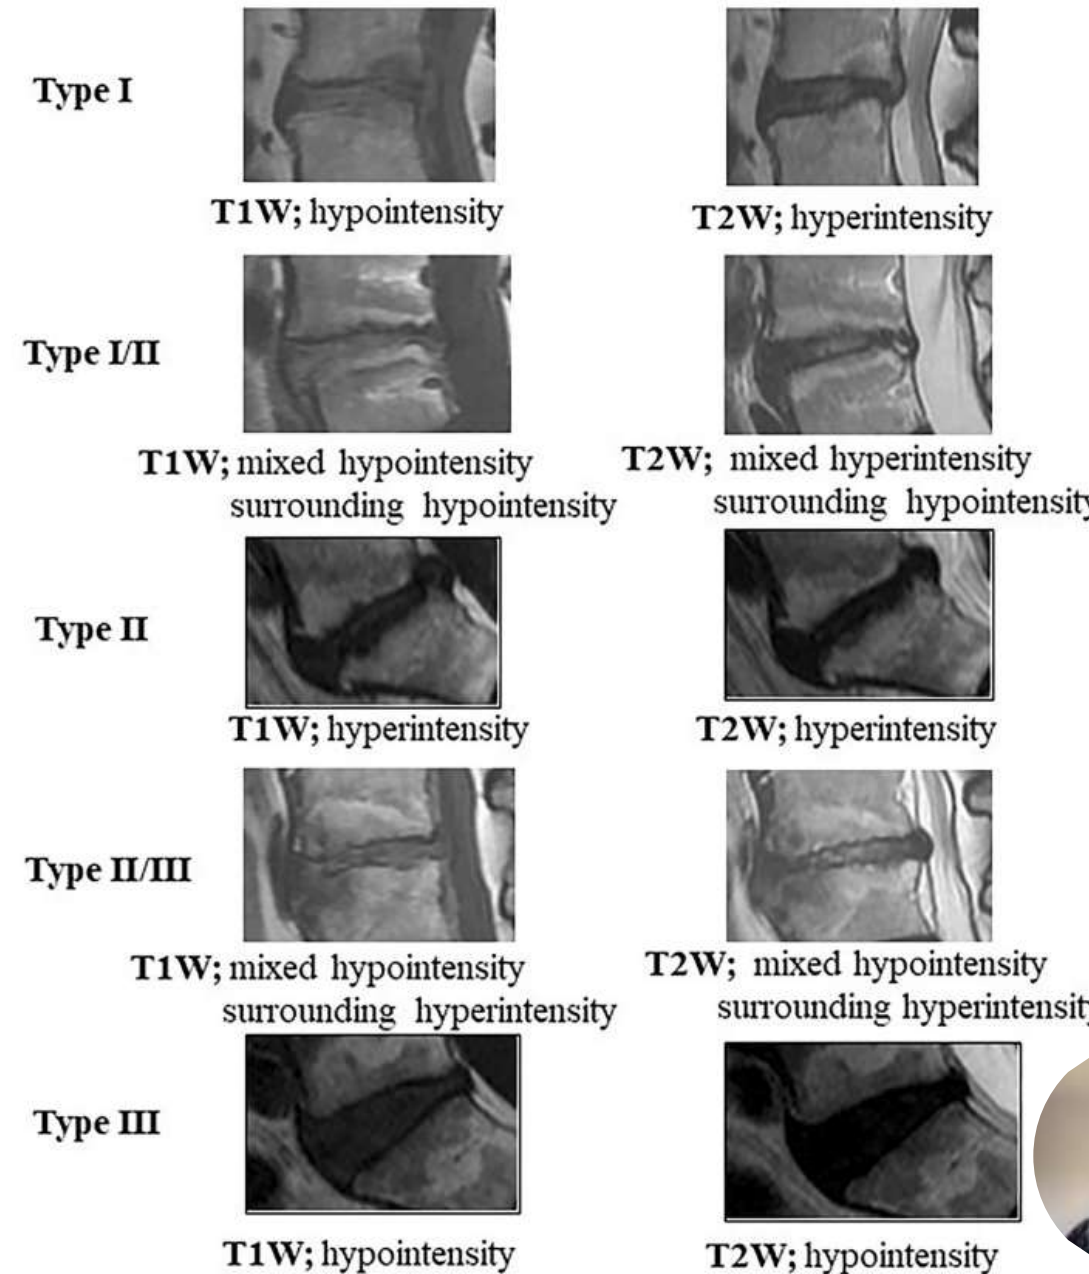 Type I
T1W; hypointensity
T2W; hyperintensity
Type I/II
T1W; mixed hypointensity
surrounding hypointensity
T2W; mixed hyperintensity
surrounding hypointensity
Type II
T1W; hyperintensity
T2W; hyperintensity
Type II/III
T1W; mixed hypointensity
surrounding hyperintensity
T2W; mixed hypointensity
surrounding hyperintensity
Type III
T1W; hypointensity
T2W; hypointensity